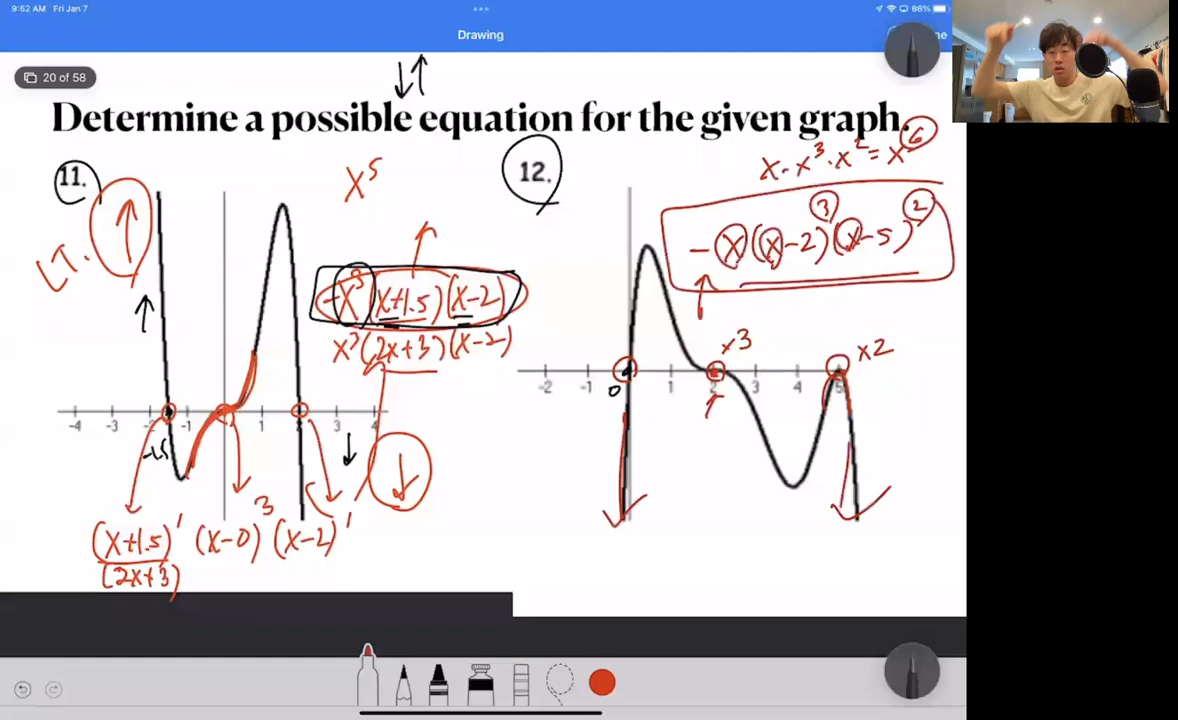 9:52 AM Fri Jan 7
86%
Drawing
20 of 58
Determine a possible equation for the given graph.
11.
LT.
x⁵
-x³(x+1.5)(x-2)
x³(2x+3)(x-2)
-4 -3 -2 -1 1 2 3 4
-1.5
(x+1.5)¹ (x-0)³ (x-2)¹
(2x+3)
12.
x·x³·x²=x⁶
-x(x-2)³(x-5)²
x3
x2
-2 -1 0 1 2 3 4 5